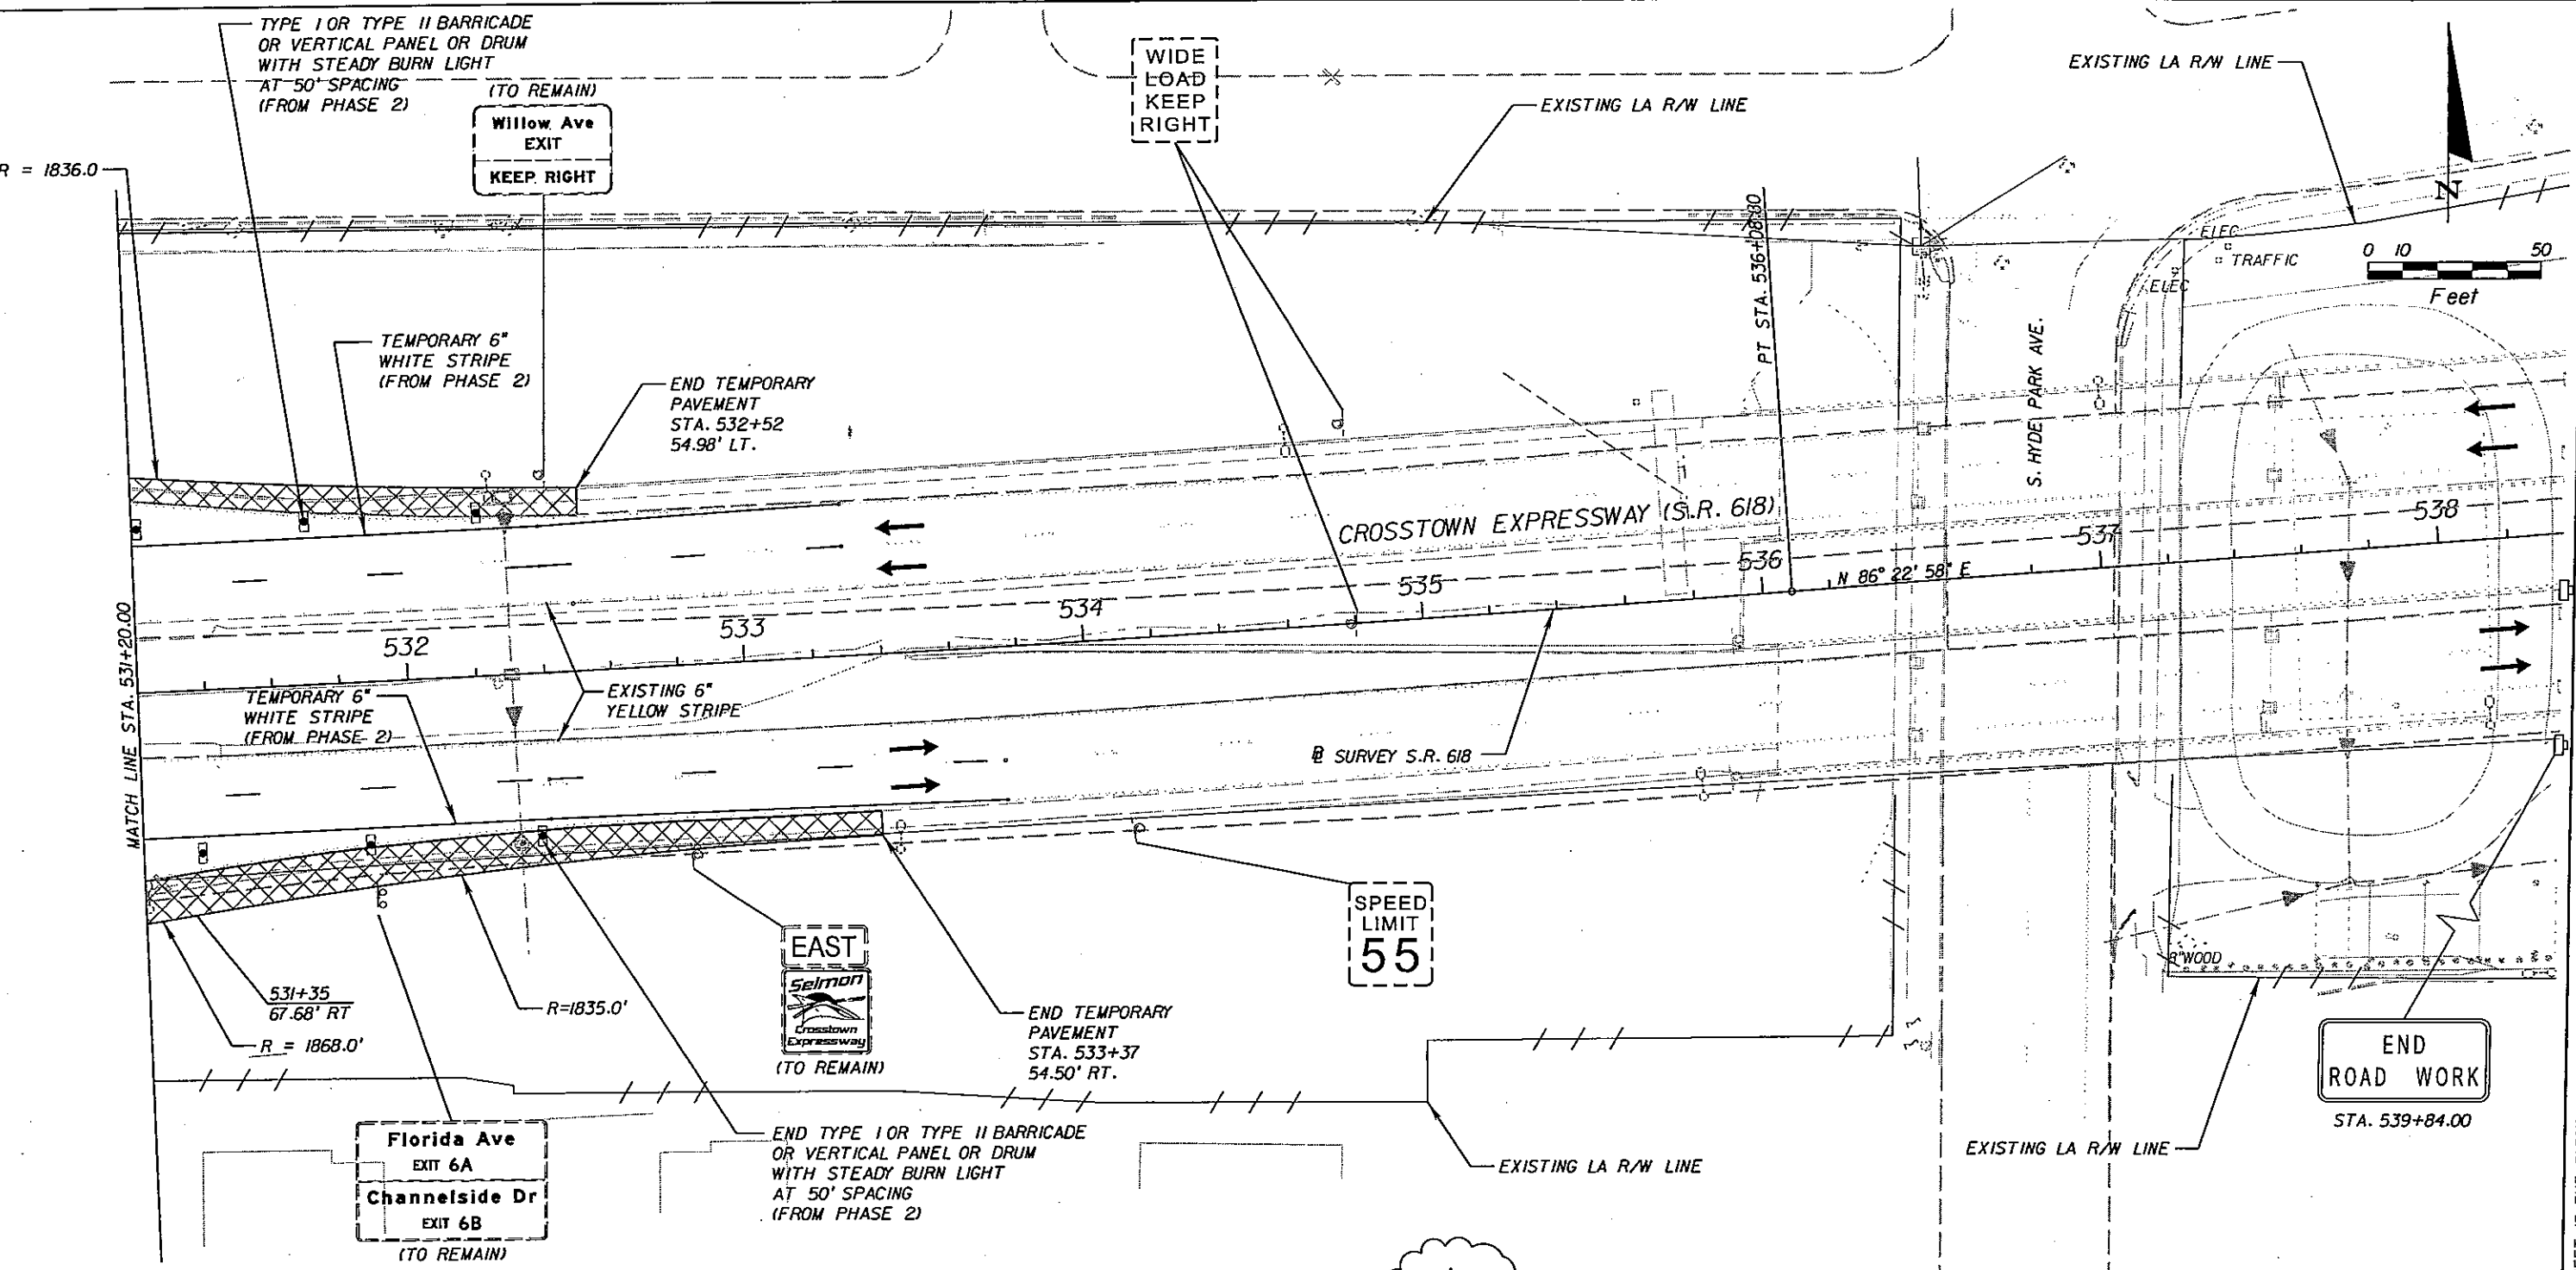 TYPE I OR TYPE II BARRICADE
OR VERTICAL PANEL OR DRUM
WITH STEADY BURN LIGHT
AT 50' SPACING
(FROM PHASE 2)
(TO REMAIN)
Willow Ave
EXIT
KEEP RIGHT
WIDE
LOAD
KEEP
RIGHT
EXISTING LA R/W LINE
EXISTING LA R/W LINE
R = 1836.0
N
0 10 50
Feet
ELEC
TRAFFIC
ELEC
PT STA. 536+08.80
S. HYDE PARK AVE.
TEMPORARY 6"
WHITE STRIPE
(FROM PHASE 2)
END TEMPORARY
PAVEMENT
STA. 532+52
54.98' LT.
CROSSTOWN EXPRESSWAY (S.R. 618)
532
533
534
535
536
537
538
N 86° 22' 58" E
MATCH LINE STA. 531+20.00
TEMPORARY 6"
WHITE STRIPE
(FROM PHASE 2)
EXISTING 6"
YELLOW STRIPE
B SURVEY S.R. 618
SPEED
LIMIT
55
EAST
Selmon
Crosstown
Expressway
(TO REMAIN)
531+35
67.68' RT
R = 1868.0'
R=1835.0'
END TEMPORARY
PAVEMENT
STA. 533+37
54.50' RT.
8"WOOD
END
ROAD WORK
STA. 539+84.00
Florida Ave
EXIT 6A
Channelside Dr
EXIT 6B
(TO REMAIN)
END TYPE I OR TYPE II BARRICADE
OR VERTICAL PANEL OR DRUM
WITH STEADY BURN LIGHT
AT 50' SPACING
(FROM PHASE 2)
EXISTING LA R/W LINE
EXISTING LA R/W LINE